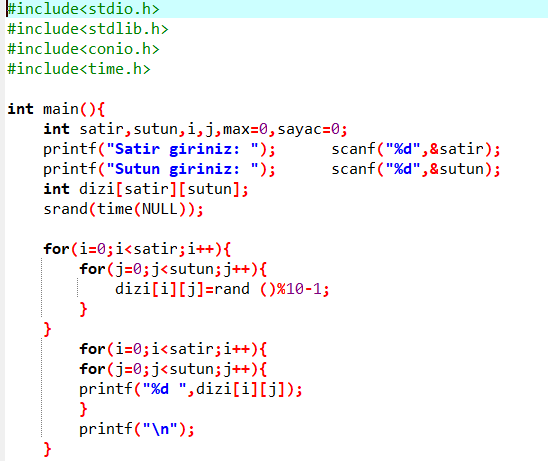 #include<stdio.h>
#include<stdlib.h>
#include<conio.h>
#include<time.h>

int main(){
    int satir,sutun,i,j,max=0,sayac=0;
    printf("Satir giriniz: ");      scanf("%d",&satir);
    printf("Sutun giriniz: ");      scanf("%d",&sutun);
    int dizi[satir][sutun];
    srand(time(NULL));

    for(i=0;i<satir;i++){
        for(j=0;j<sutun;j++){
            dizi[i][j]=rand ()%10-1;
        }
    }
        for(i=0;i<satir;i++){
        for(j=0;j<sutun;j++){
        printf("%d ",dizi[i][j]);
        }
        printf("\n");
    }